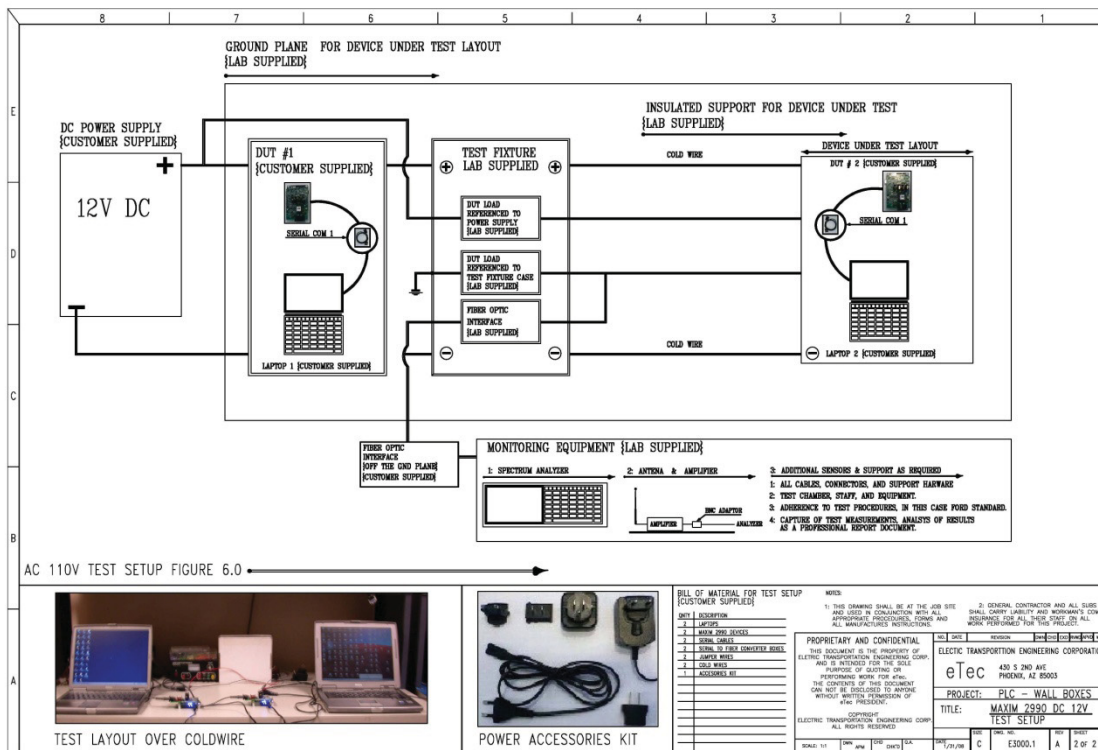 8 7 6 5 4 3 2 1
GROUND PLANE FOR DEVICE UNDER TEST LAYOUT
{LAB SUPPLIED}
E
DC POWER SUPPLY
{CUSTOMER SUPPLIED}
+
12V DC
DUT #1
{CUSTOMER SUPPLIED}
SERIAL COM 1
LAPTOP 1 {CUSTOMER SUPPLIED}
TEST FIXTURE
LAB SUPPLIED
DUT LOAD
REFERENCED TO
POWER SUPPLY
{LAB SUPPLIED}
DUT LOAD
REFERENCED TO
TEST FIXTURE CASE
{LAB SUPPLIED}
FIBER OPTIC
INTERFACE
{LAB SUPPLIED}
INSULATED SUPPORT FOR DEVICE UNDER TEST
{LAB SUPPLIED}
COLD WIRE
DEVICE UNDER TEST LAYOUT
DUT # 2 {CUSTOMER SUPPLIED}
SERIAL COM 1
COLD WIRE
LAPTOP 2 {CUSTOMER SUPPLIED}
D
C
B
A
FIBER OPTIC
INTERFACE
{OFF THE GND PLANE}
{CUSTOMER SUPPLIED}
MONITORING EQUIPMENT {LAB SUPPLIED}
1: SPECTRUM ANALYZER
2: ANTENA & AMPLIFIER
BNC ADAPTOR
AMPLIFIER
ANALYZER
3: ADDITIONAL SENSORS & SUPPORT AS REQUIRED
1: ALL CABLES, CONNECTORS, AND SUPPORT HARWARE
2: TEST CHAMBER, STAFF, AND EQUIPMENT.
3: ADHERENCE TO TEST PROCEDURES, IN THIS CASE FORD STANDARD.
4: CAPTURE OF TEST MEASUREMENTS, ANALSYS OF RESULTS
AS A PROFESSIONAL REPORT DOCUMENT.
AC 110V TEST SETUP FIGURE 6.0
TEST LAYOUT OVER COLDWIRE
POWER ACCESSORIES KIT
BILL OF MATERIAL FOR TEST SETUP
{CUSTOMER SUPPLIED}
QNTY DESCRIPTION
2 LAPTOPS
2 MAXIM 2990 DEVICES
2 SERIAL CABLES
2 SERIAL TO FIBER CONVERTER BOXES
2 JUMPER WIRES
2 COLD WIRES
1 ACCESSORIES KIT
NOTES:
1: THIS DRAWING SHALL BE AT THE JOB SITE
AND USED IN CONJUNCTION WITH ALL
APPROPRIATE PROCEDURES, FORMS AND
ALL MANUFACTURES INSTRUCTIONS.
2: GENERAL CONTRACTOR AND ALL SUBS
SHALL CARRY LIABILITY AND WORKMAN'S COM
INSURANCE FOR ALL THEIR STAFF ON ALL
WORK PERFORMED FOR THIS PROJECT.
PROPRIETARY AND CONFIDENTIAL
THIS DOCUMENT IS THE PROPERTY OF
ELETRIC TRANSPORTATION ENGINEERING CORP.
AND IS INTENDED FOR THE SOLE
PURPOSE OF QUOTING OR
PERFORMING WORK FOR eTec.
THE CONTENTS OF THIS DOCUMENT
CAN NOT BE DISCLOSED TO ANYONE
WITHOUT WRITTEN PERMISSION OF
eTec PRESIDENT.
COPYRIGHT
ELECTRIC TRANSPORTATION ENGINEERING CORP.
ALL RIGHTS RESERVED
SCALE: 1:1 DWN APM CHD CHK'D Q.A.
NO. DATE REVISION
ELECTIC TRANSPORTTION ENGINEERING CORPORATIO
eTec
430 S 2ND AVE
PHOENIX, AZ 85003
PROJECT: PLC - WALL BOXES
TITLE: MAXIM 2990 DC 12V
TEST SETUP
DATE 1/31/08
SIZE C
DWG. NO. E3000.1
REV A
SHEET 2 OF 2